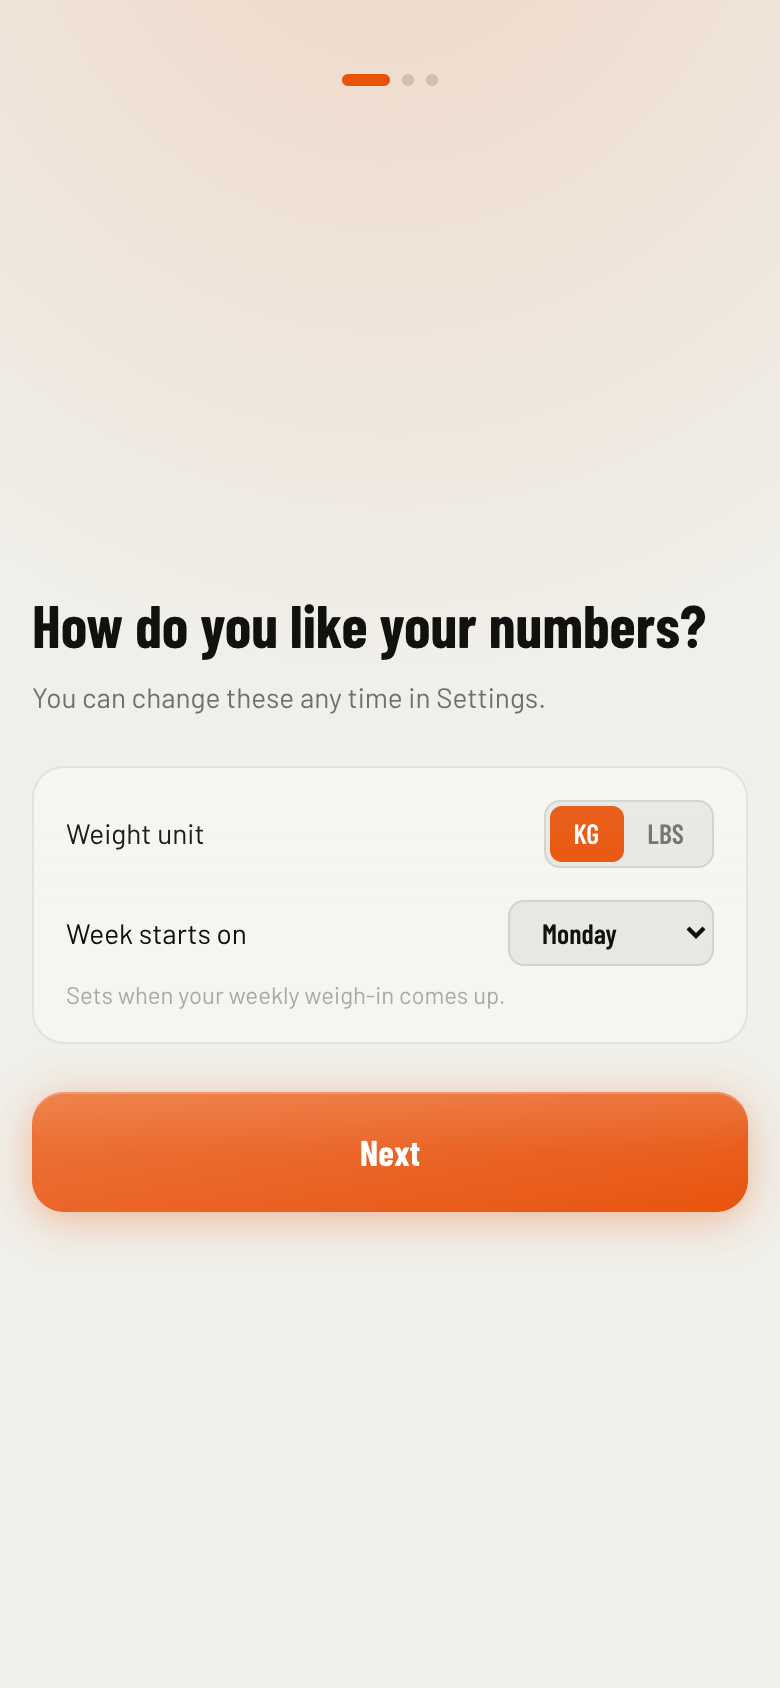 How do you like your numbers?
You can change these any time in Settings.
Weight unit
KG
LBS
Week starts on
Monday
Sets when your weekly weigh-in comes up.
Next